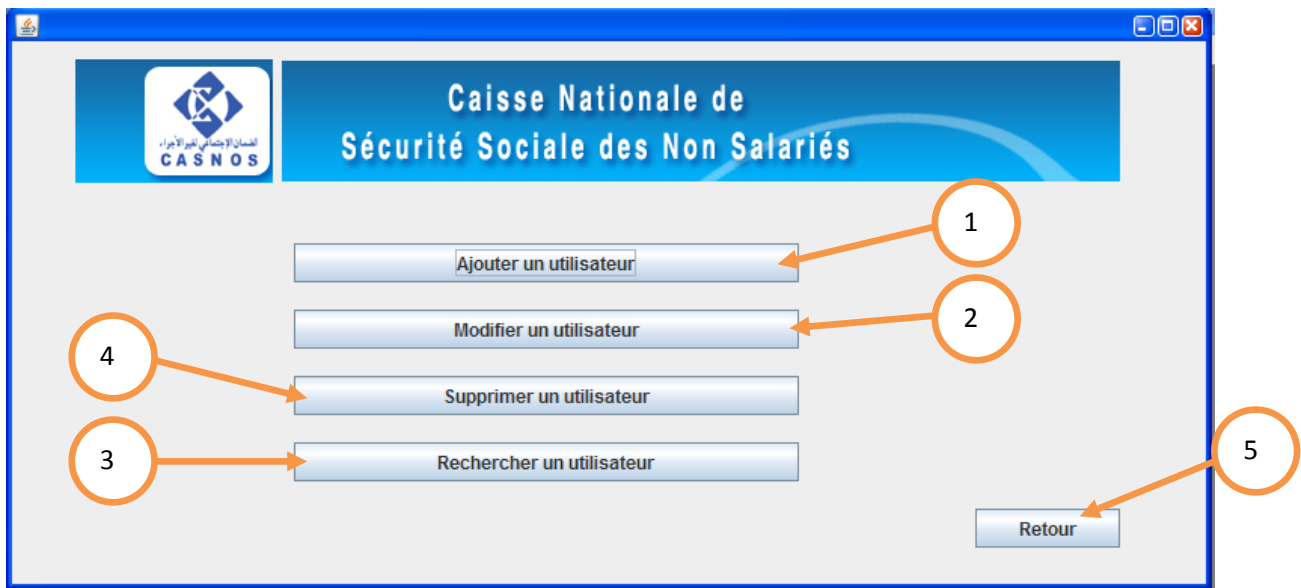 Caisse Nationale de
Sécurité Sociale des Non Salariés
الضمان الإجتماعي لغير الأجراء
CASNOS
1
Ajouter un utilisateur
2
Modifier un utilisateur
4
Supprimer un utilisateur
3
Rechercher un utilisateur
5
Retour